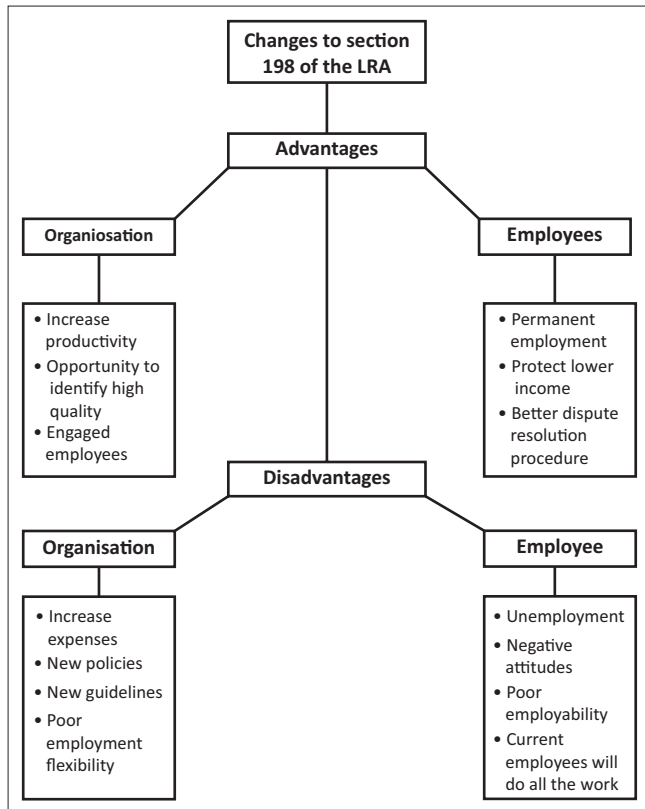 Changes to section
198 of the LRA
Advantages
Organiosation
Employees
• Increase
productivity
• Opportunity to
identify high
quality
• Engaged
employees
• Permanent
employment
• Protect lower
income
• Better dispute
resolution
procedure
Disadvantages
Organisation
Employee
• Increase
expenses
• New policies
• New guidelines
• Poor
employment
flexibility
• Unemployment
• Negative
attitudes
• Poor
employability
• Current
employees will
do all the work